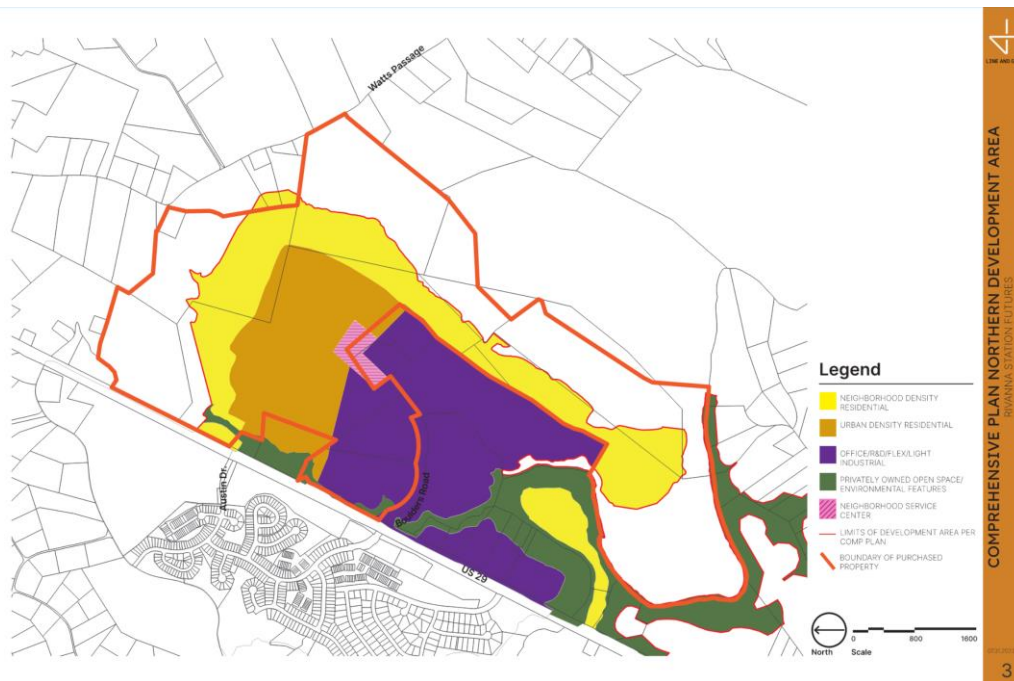 Watts Passage
Austin Dr.
Boulders Road
US 29
Legend
NEIGHBORHOOD DENSITY
RESIDENTIAL
URBAN DENSITY RESIDENTIAL
OFFICE/R&D/FLEX/LIGHT
INDUSTRIAL
PRIVATELY OWNED OPEN SPACE/
ENVIRONMENTAL FEATURES
NEIGHBORHOOD SERVICE
CENTER
LIMITS OF DEVELOPMENT AREA PER
COMP PLAN
BOUNDARY OF PURCHASED
PROPERTY
0 800 1600
North Scale
LINE AND
COMPREHENSIVE PLAN NORTHERN DEVELOPMENT AREA
RIVANNA STATION FUTURES
3